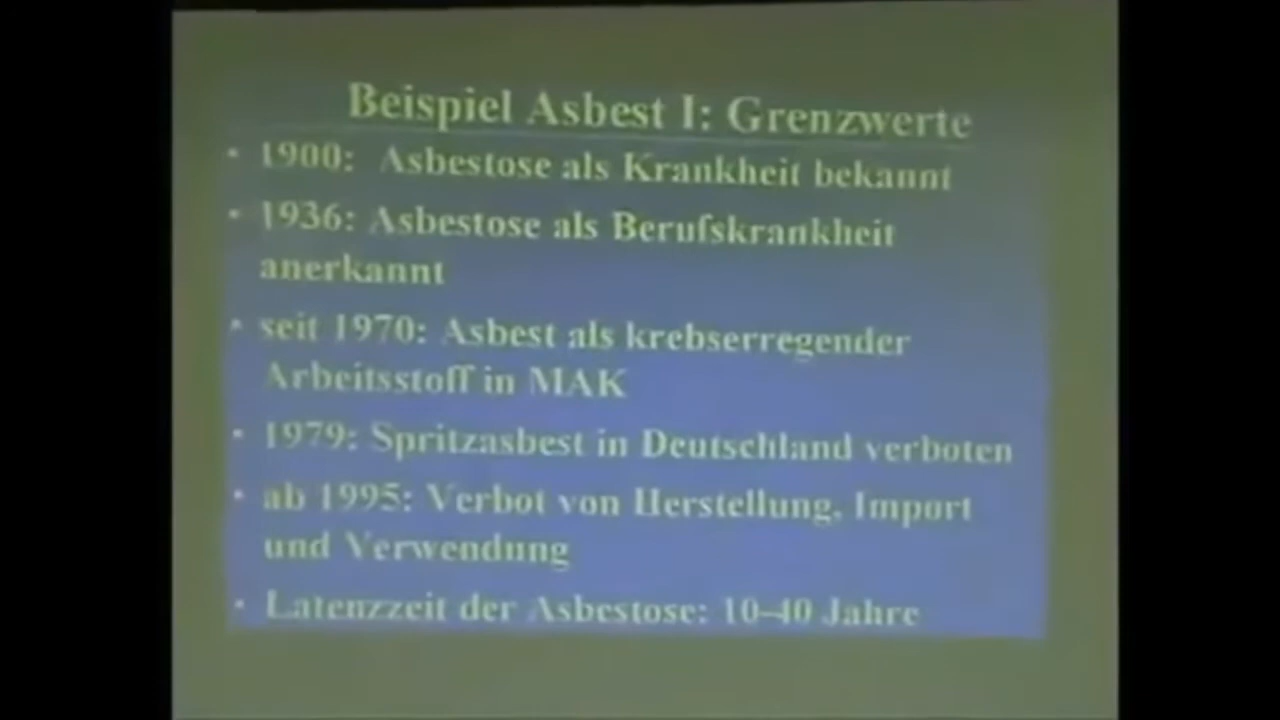 Beispiel Asbest I: Grenzwerte
• 1900: Asbestose als Krankheit bekannt
• 1936: Asbestose als Berufskrankheit
anerkannt
• seit 1970: Asbest als krebserregender
Arbeitsstoff in MAK
• 1979: Spritzasbest in Deutschland verboten
• ab 1995: Verbot von Herstellung, Import
und Verwendung
• Latenzzeit der Asbestose: 10–40 Jahre